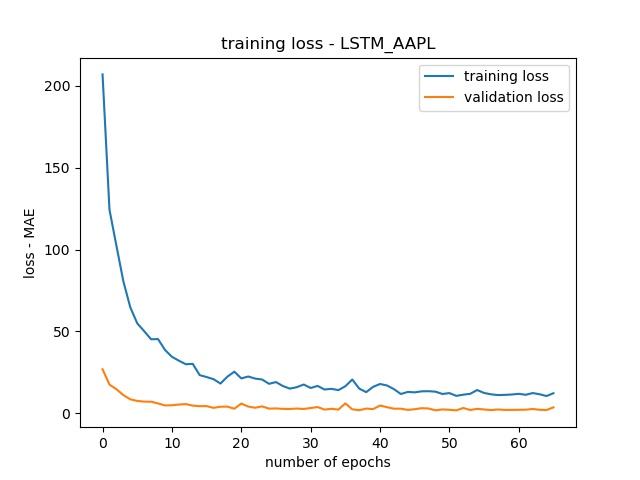 training loss - LSTM_AAPL
training loss
validation loss
200
150
100
50
0
loss - MAE
0 10 20 30 40 50 60
number of epochs